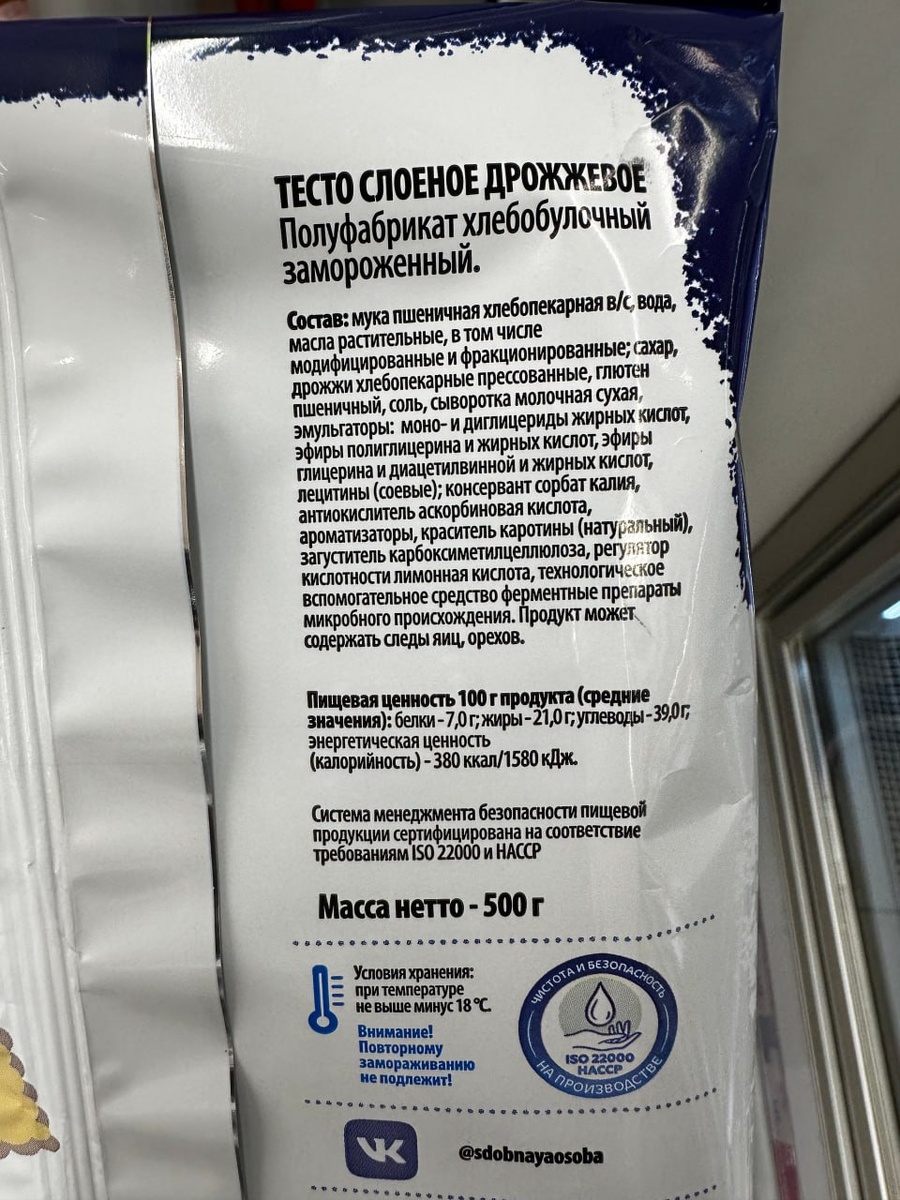 ТЕСТО СЛОЕНОЕ ДРОЖЖЕВОЕ
Полуфабрикат хлебобулочный
замороженный.
Состав: мука пшеничная хлебопекарная в/с, вода,
масла растительные, в том числе
модифицированные и фракционированные; сахар,
дрожжи хлебопекарные прессованные, глютен
пшеничный, соль, сыворотка молочная сухая,
эмульгаторы: моно- и диглицериды жирных кислот,
эфиры полиглицерина и жирных кислот, эфиры
глицерина и диацетилвинной и жирных кислот,
лецитины (соевые); консервант сорбат калия,
антиокислитель аскорбиновая кислота,
ароматизаторы, краситель каротины (натуральный),
загуститель карбоксиметилцеллюлоза, регулятор
кислотности лимонная кислота, технологическое
вспомогательное средство ферментные препараты
микробного происхождения. Продукт может
содержать следы яиц, орехов.
Пищевая ценность 100 г продукта (средние
значения): белки - 7,0 г; жиры - 21,0 г; углеводы - 39,0 г;
энергетическая ценность
(калорийность) - 380 ккал/1580 кДж.
Система менеджмента безопасности пищевой
продукции сертифицирована на соответствие
требованиям ISO 22000 и HACCP
Масса нетто - 500 г
Условия хранения:
при температуре
не выше минус 18 °С.
Внимание!
Повторному
замораживанию
не подлежит!
ЧИСТОТА И БЕЗОПАСНОСТЬ
ISO 22000
HACCP
НА ПРОИЗВОДСТВЕ
VK
@sdobnayaosoba